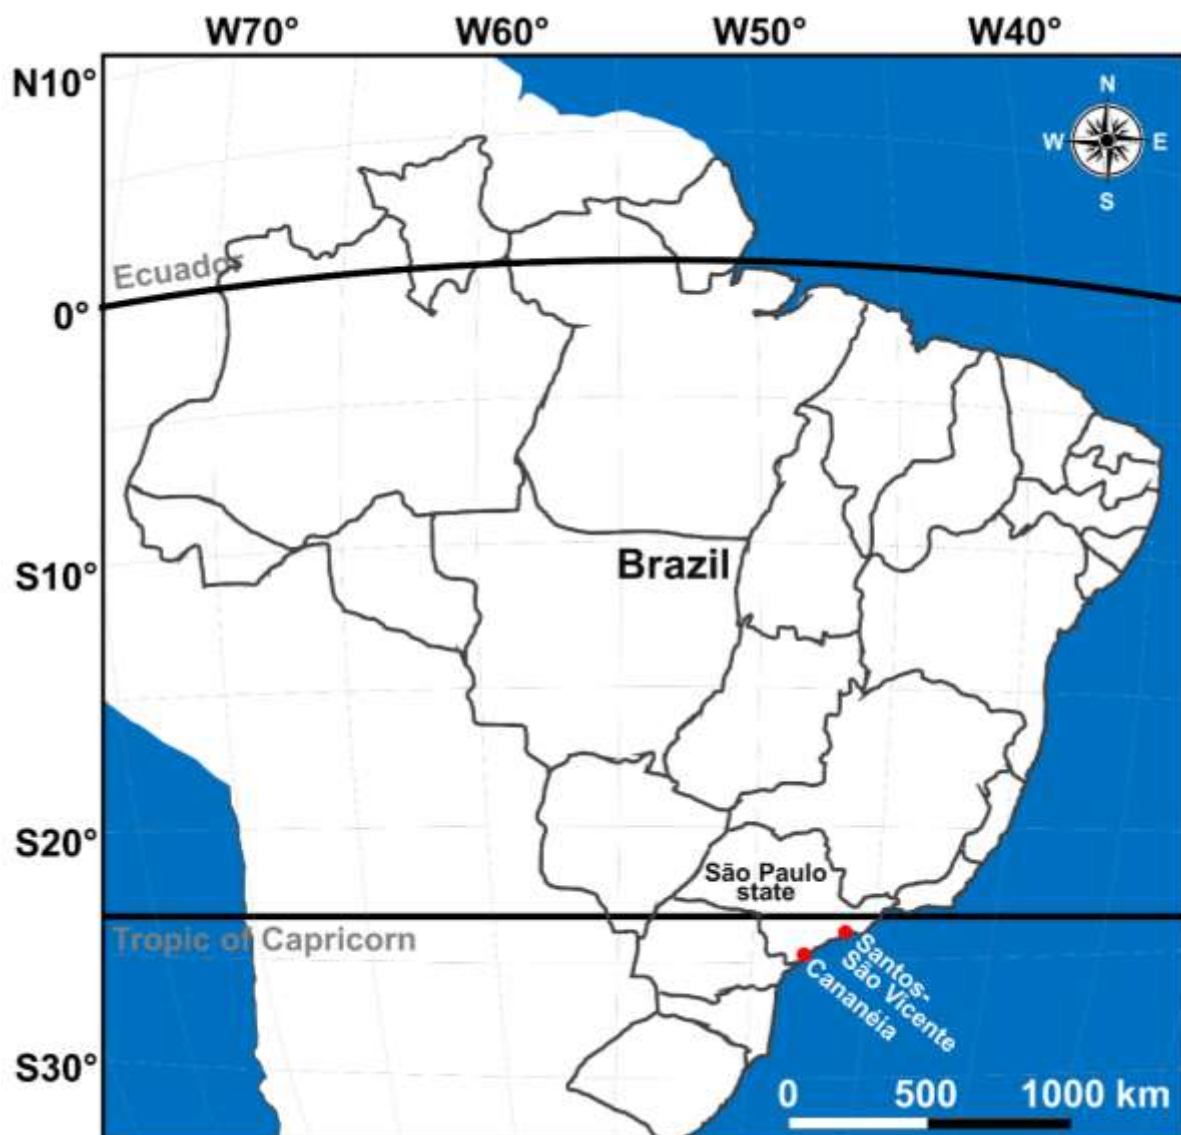 W70° W60° W50° W40°
N10°
N
W E
S
Ecuador
0°
Brazil
S10°
S20°
São Paulo
state
Tropic of Capricorn
Santos-
São Vicente
Cananéia
S30°
0 500 1000 km